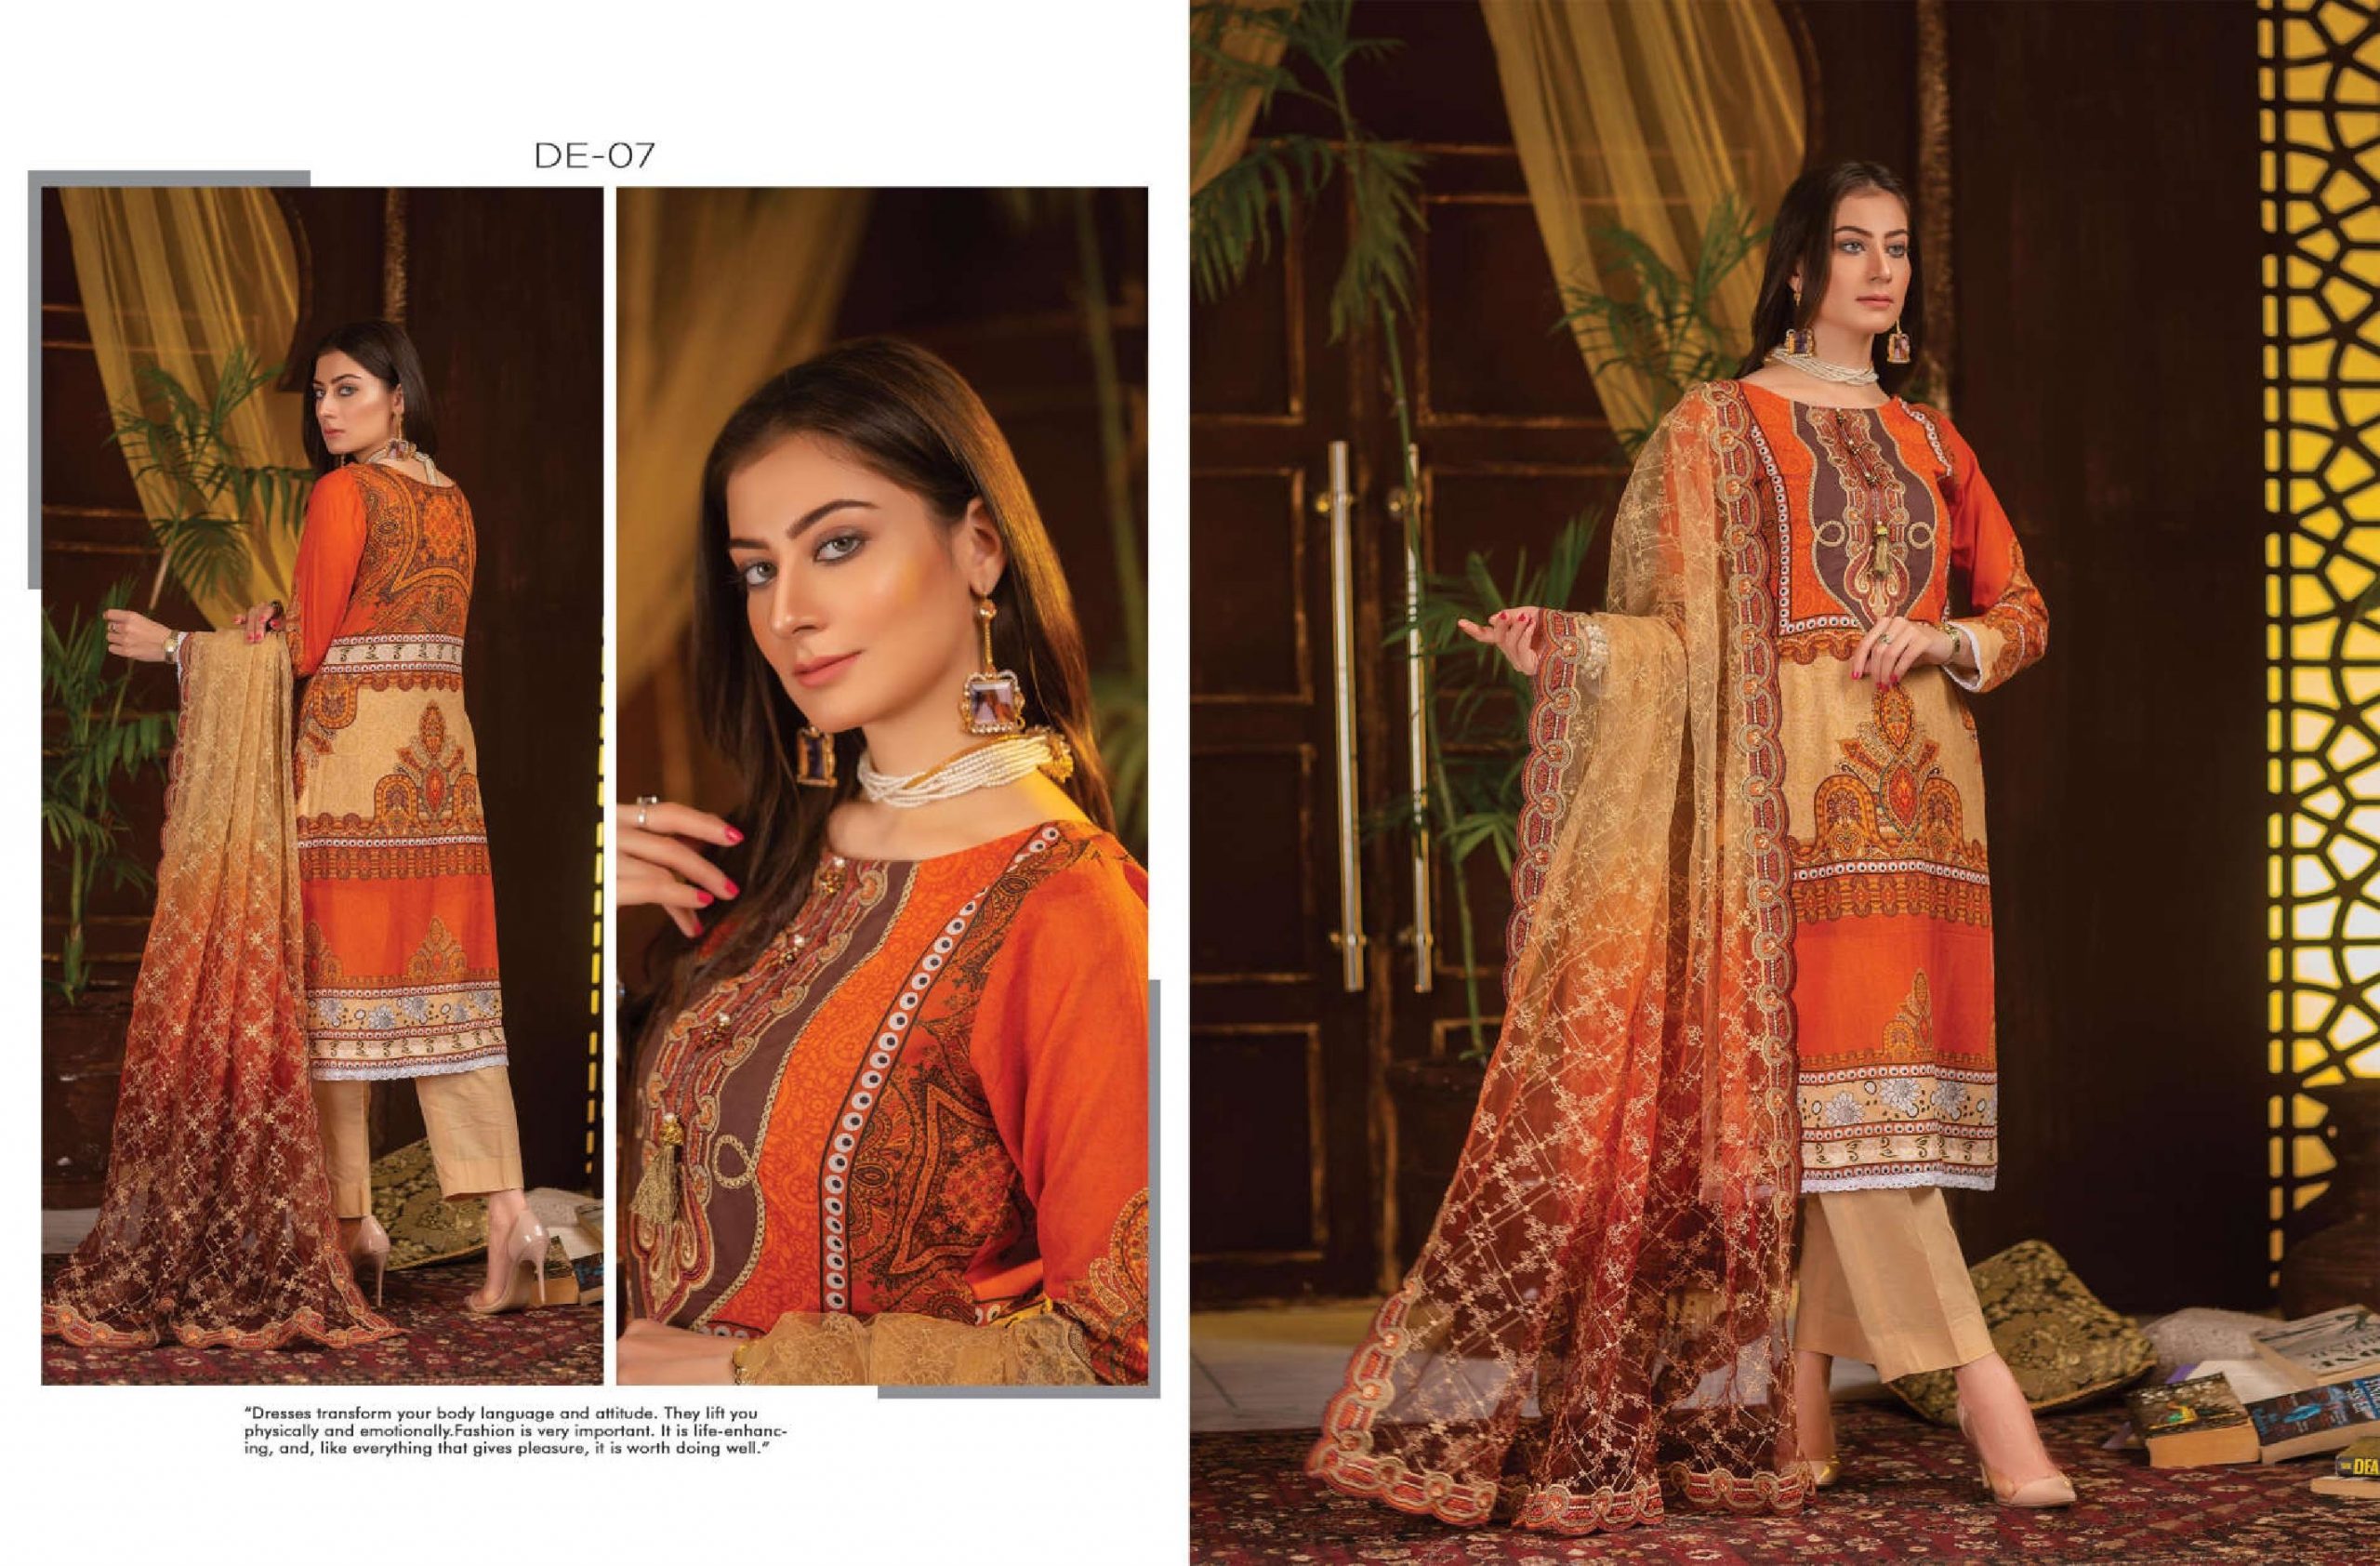 DE-07
"Dresses transform your body language and attitude. They lift you
physically and emotionally.Fashion is very important. It is life-enhanc-
ing, and, like everything that gives pleasure, it is worth doing well."
DFA